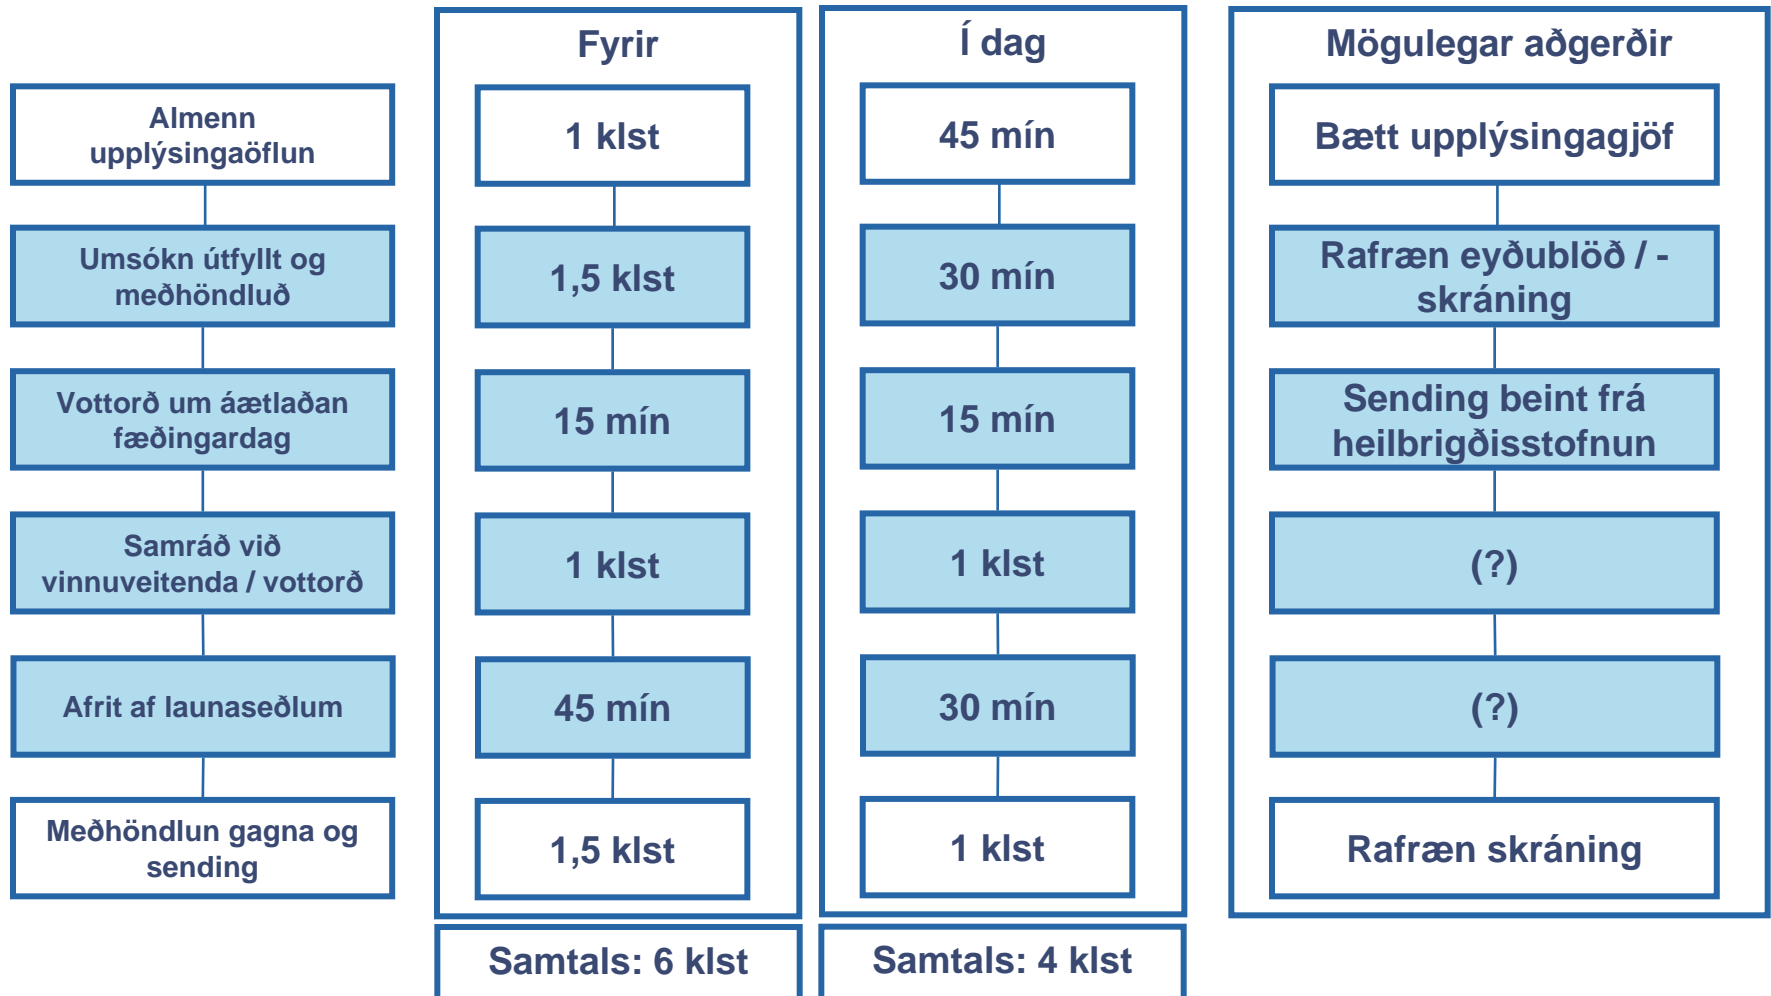 Fyrir
Í dag
Mögulegar aðgerðir
Almenn
upplýsingaöflun
1 klst
45 mín
Bætt upplýsingagjöf
Umsókn útfyllt og
meðhöndluð
1,5 klst
30 mín
Rafræn eyðublöð / -
skráning
Vottorð um áætlaðan
fæðingardag
15 mín
15 mín
Sending beint frá
heilbrigðisstofnun
Samráð við
vinnuveitenda / vottorð
1 klst
1 klst
(?)
Afrit af launaseðlum
45 mín
30 mín
(?)
Meðhöndlun gagna og
sending
1,5 klst
1 klst
Rafræn skráning
Samtals: 6 klst
Samtals: 4 klst